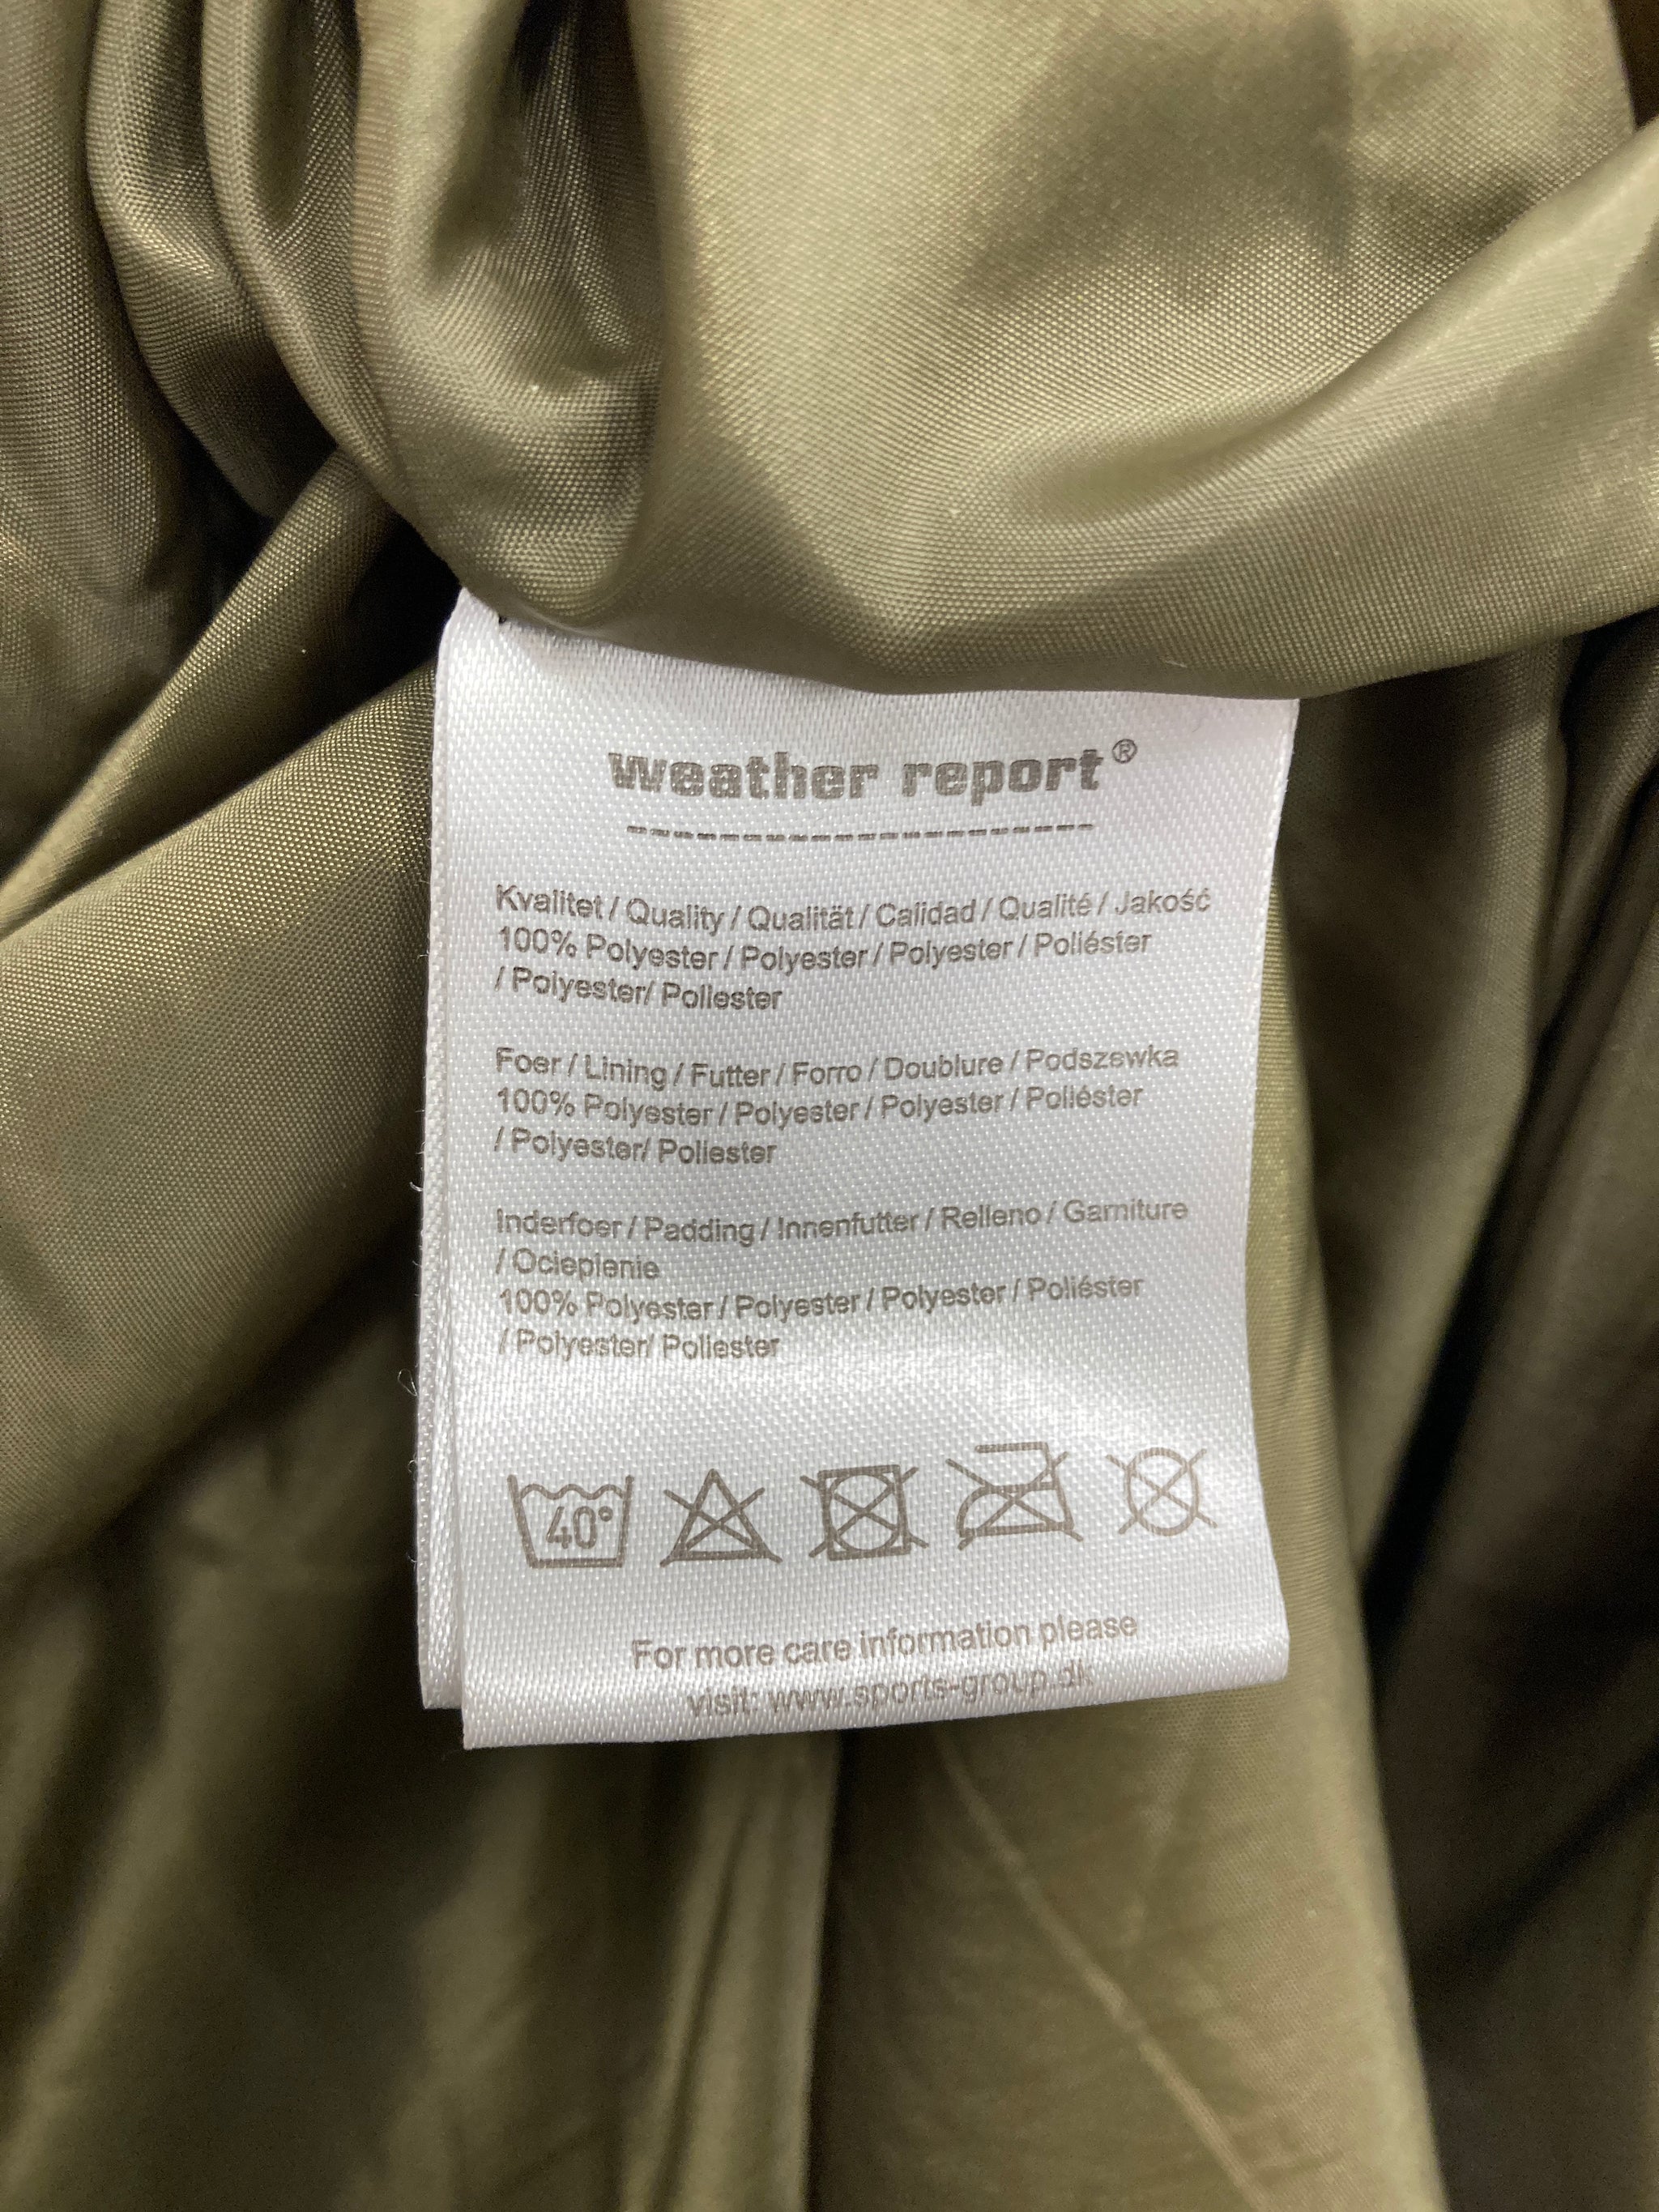 weather report®
Kvalitet / Quality / Qualität / Calidad / Qualité / Jakość
100% Polyester / Polyester / Polyester / Poliéster
/ Polyester/ Poliester
Foer / Lining / Futter / Forro / Doublure / Podszewka
100% Polyester / Polyester / Polyester / Poliéster
/ Polyester/ Poliester
Inderfoer / Padding / Innenfutter / Relleno / Garniture
/ Ocieplenie
100% Polyester / Polyester / Polyester / Poliéster
/ Polyester/ Poliester
40°
For more care information please
visit: www.sports-group.dk